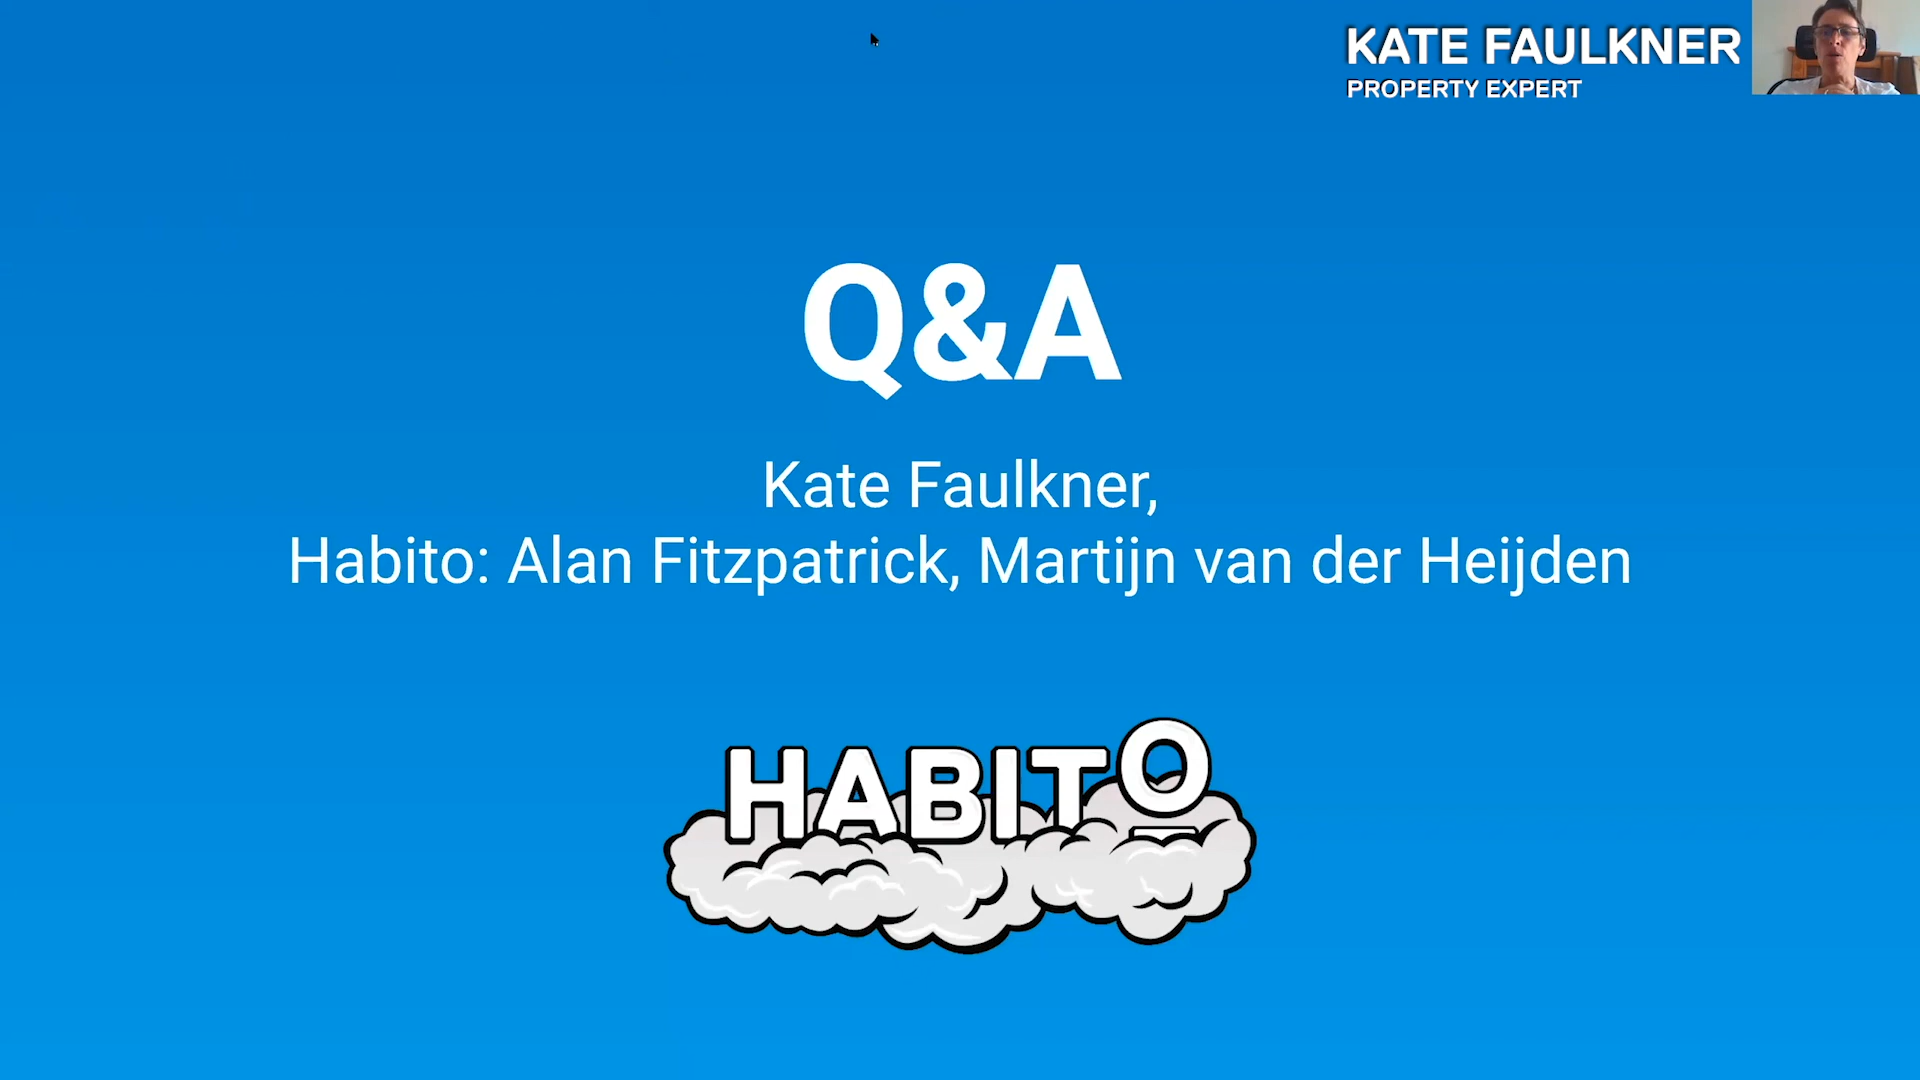 KATE FAULKNER
PROPERTY EXPERT
Q&A
Kate Faulkner,
Habito: Alan Fitzpatrick, Martijn van der Heijden
HABITO